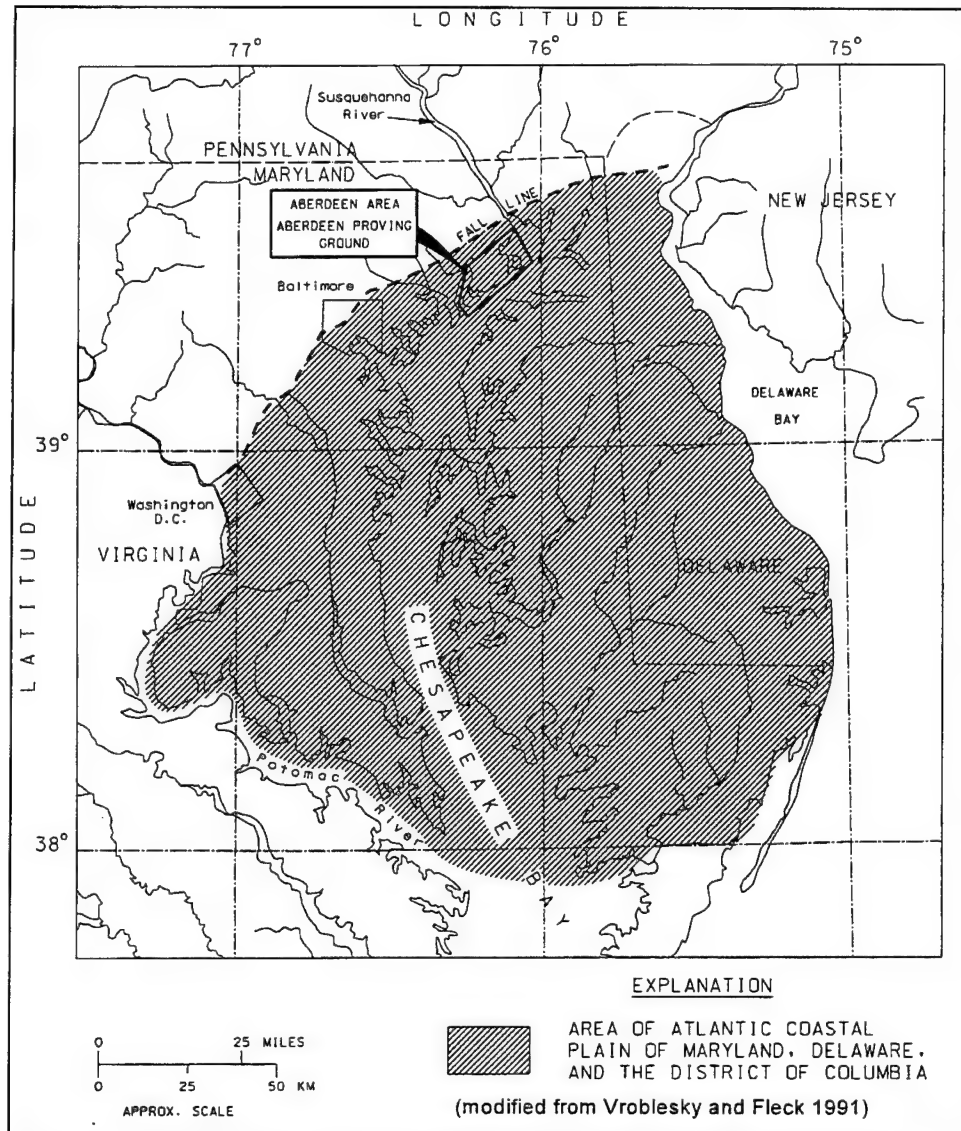 LONGITUDE
77° 76° 75°
Susquehanna
River
PENNSYLVANIA
MARYLAND
ABERDEEN AREA
ABERDEEN PROVING
GROUND
FALL LINE
NEW JERSEY
Baltimore
DELAWARE
BAY
39°
Washington
D.C.
VIRGINIA
DELAWARE
LATITUDE
CHESAPEAKE
BAY
Potomac
River
38°
EXPLANATION
0 25 MILES
0 25 50 KM
APPROX. SCALE
AREA OF ATLANTIC COASTAL
PLAIN OF MARYLAND, DELAWARE,
AND THE DISTRICT OF COLUMBIA
(modified from Vroblesky and Fleck 1991)